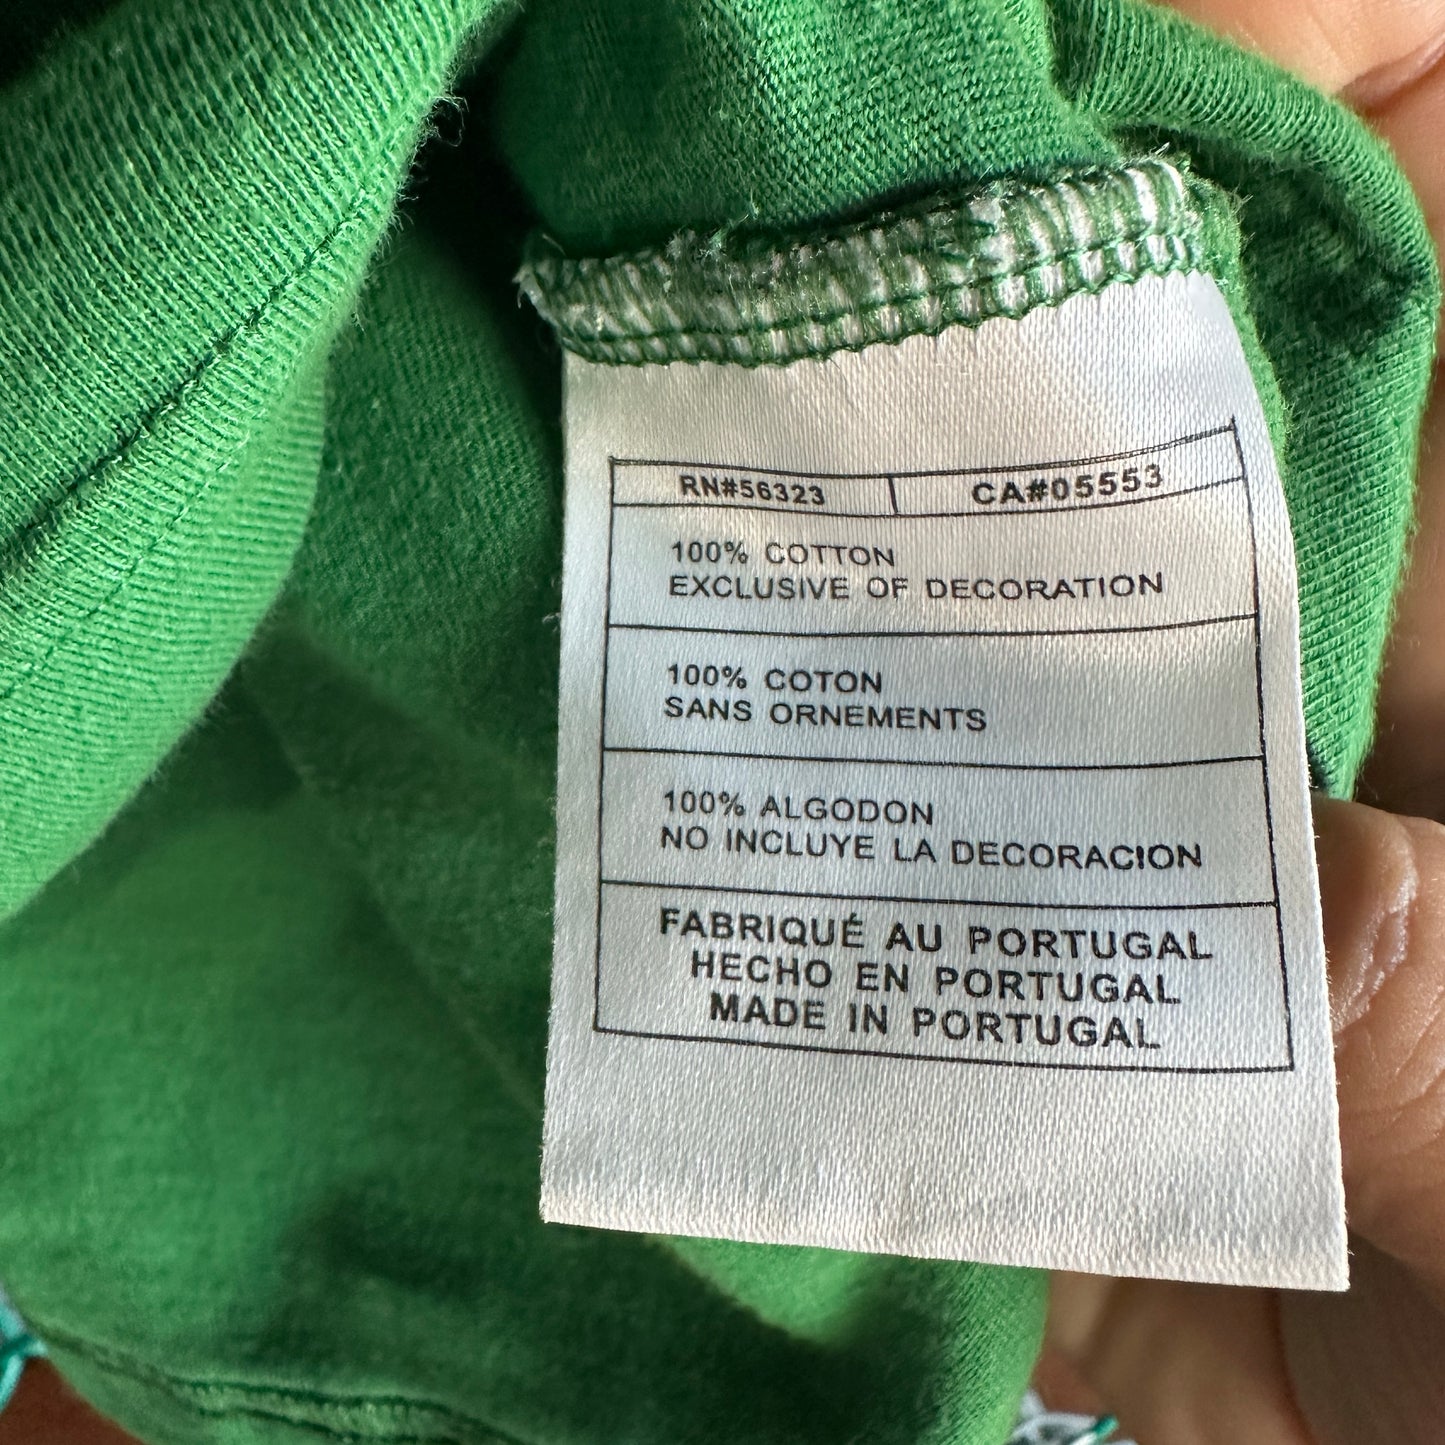 RN#56323 CA#05553
100% COTTON
EXCLUSIVE OF DECORATION
100% COTON
SANS ORNEMENTS
100% ALGODON
NO INCLUYE LA DECORACION
FABRIQUÉ AU PORTUGAL
HECHO EN PORTUGAL
MADE IN PORTUGAL